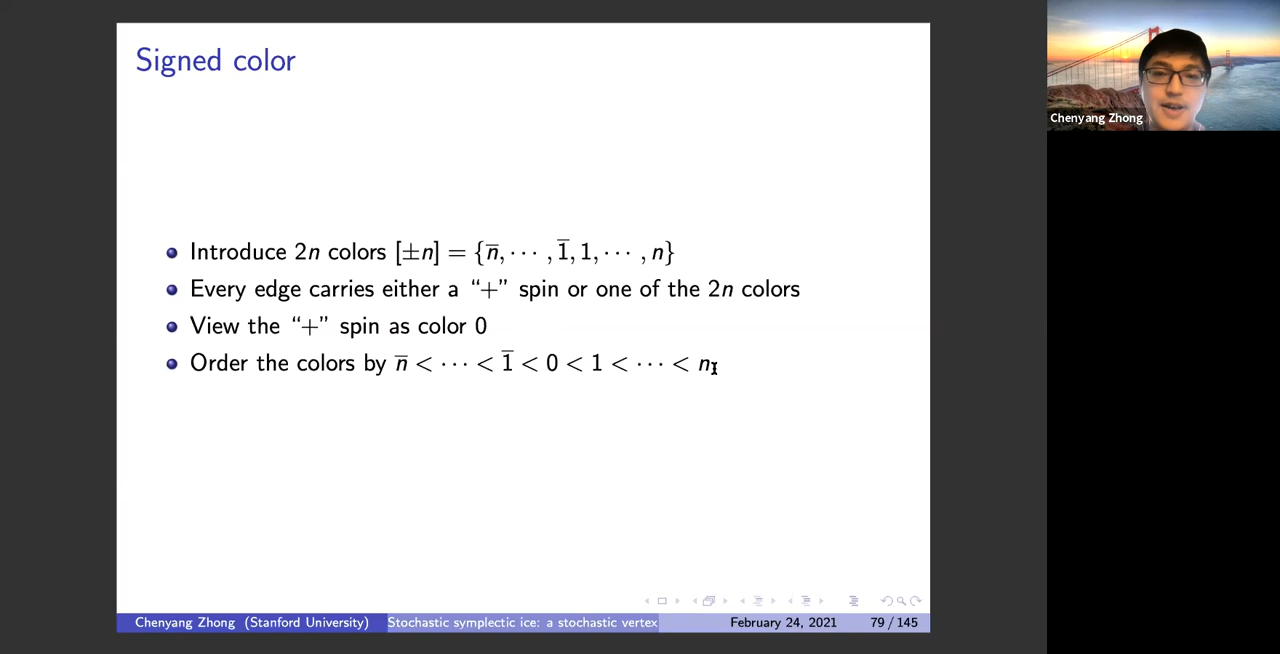 Signed color
Introduce 2n colors [±n] = {n̅, ⋯ , 1̅, 1, ⋯ , n}
Every edge carries either a “+” spin or one of the 2n colors
View the “+” spin as color 0
Order the colors by n̅ < ⋯ < 1̅ < 0 < 1 < ⋯ < n
Chenyang Zhong (Stanford University) Stochastic symplectic ice: a stochastic vertex February 24, 2021 79 / 145
Chenyang Zhong